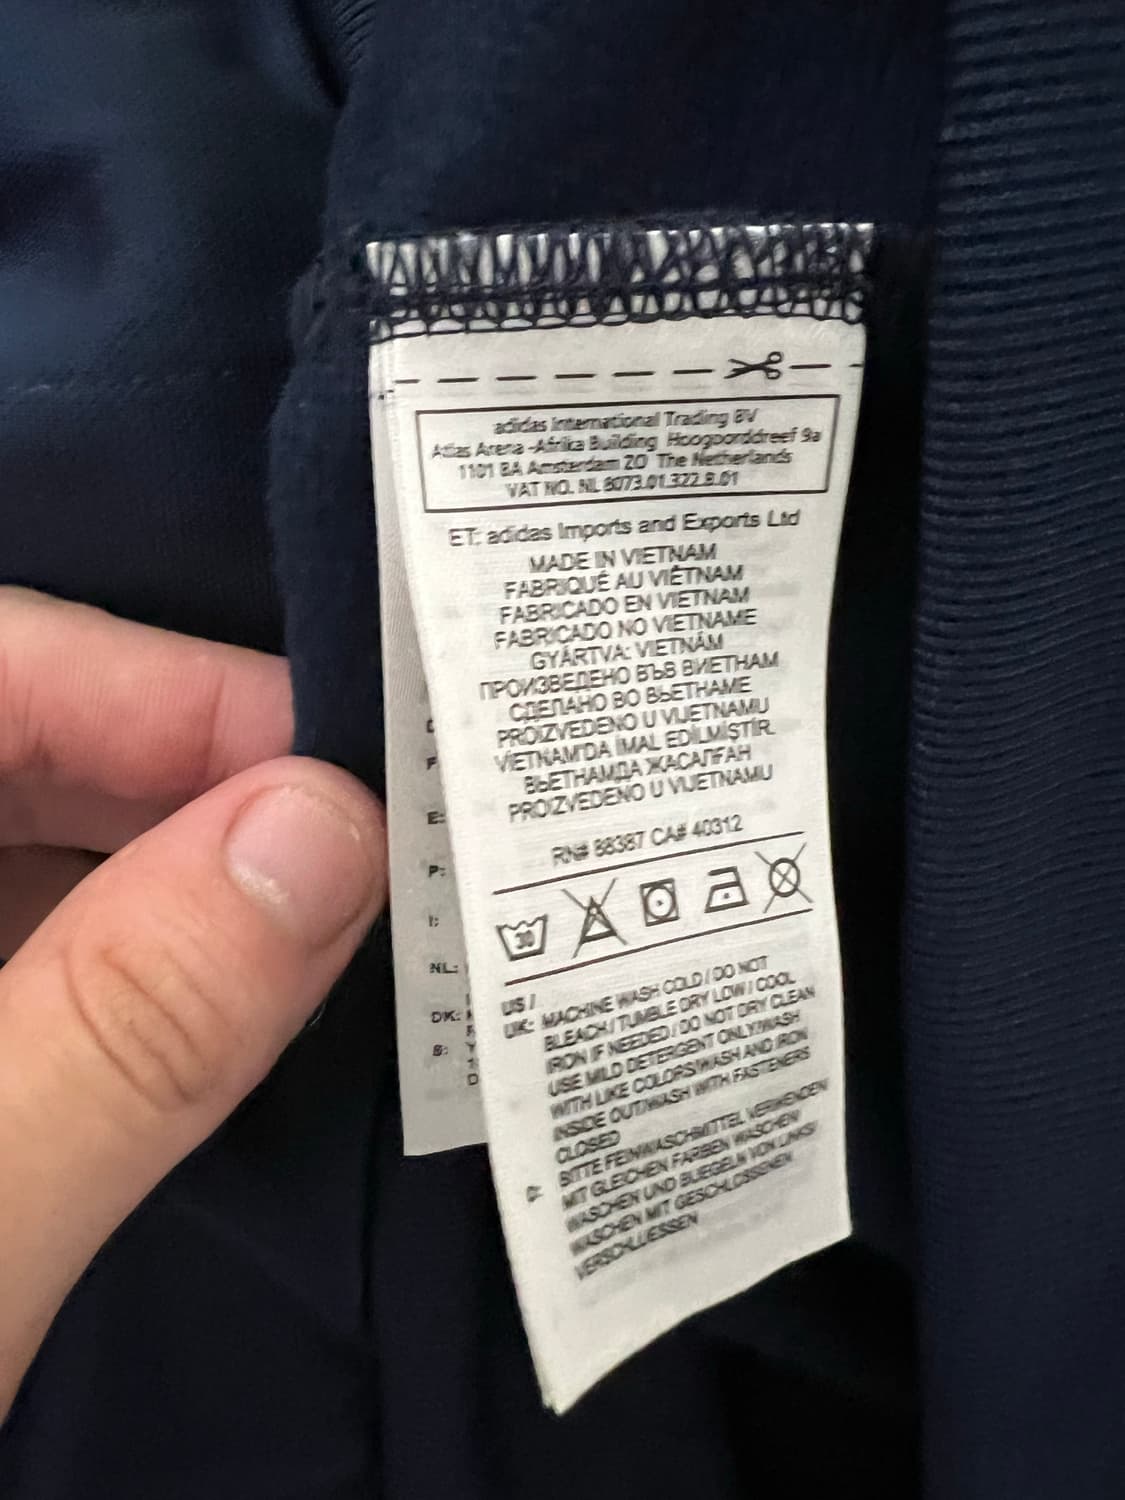 adidas International Trading BV
Atlas Arena -Afrika Building Hoogoorddreef 9a
1101 BA Amsterdam ZO The Netherlands
VAT NO. NL 8073.01.322.B.01
ET: adidas Imports and Exports Ltd
MADE IN VIETNAM
FABRIQUÉ AU VIÊTNAM
FABRICADO EN VIETNAM
FABRICADO NO VIETNAME
GYÁRTVA: VIETNÁM
ПРОИЗВЕДЕНО ВЪВ ВИЕТНАМ
СДЕЛАНО ВО ВЬЕТНАМЕ
PROIZVEDENO U VIJETNAMU
VİETNAM'DA İMAL EDİLMİŞTİR.
ВЬЕТНАМДА ЖАСАЛҒАН
PROIZVEDENO U VIJETNAMU
RN# 88387 CA# 40312
30
US /
UK: MACHINE WASH COLD / DO NOT
BLEACH / TUMBLE DRY LOW / COOL
IRON IF NEEDED / DO NOT DRY CLEAN
USE MILD DETERGENT ONLY/WASH
WITH LIKE COLORS/WASH AND IRON
INSIDE OUT/WASH WITH FASTENERS
CLOSED
D: BITTE FEINWASCHMITTEL VERWENDEN
MIT GLEICHEN FARBEN WASCHEN
WASCHEN UND BUEGELN VON LINKS/
WASCHEN MIT GESCHLOSSENEN
VERSCHLUESSEN
F
E:
P:
I:
NL:
DK:
S: